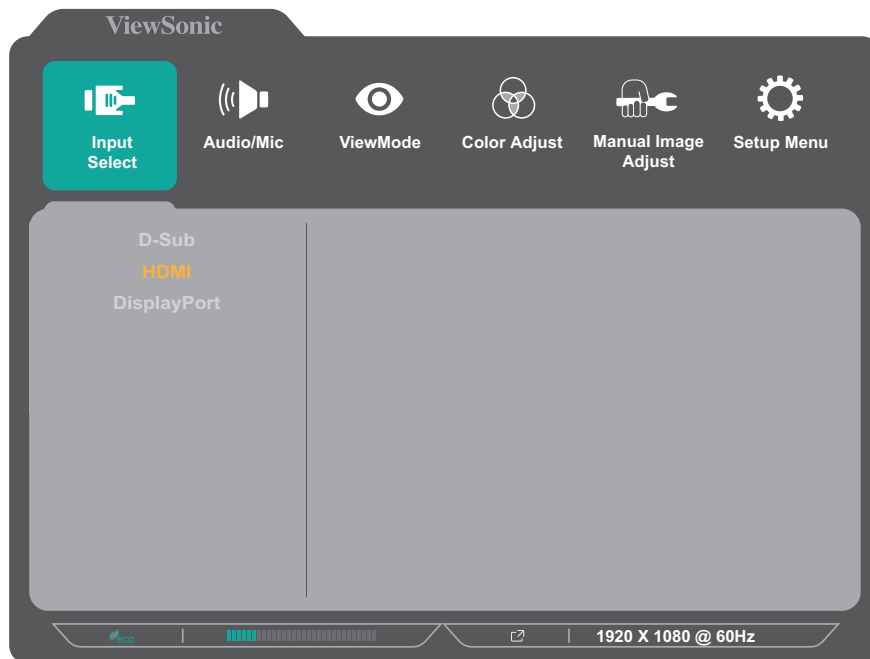 ViewSonic
Input
Select
Audio/Mic
ViewMode
Color Adjust
Manual Image
Adjust
Setup Menu
D-Sub
HDMI
DisplayPort
eco
1920 X 1080 @ 60Hz